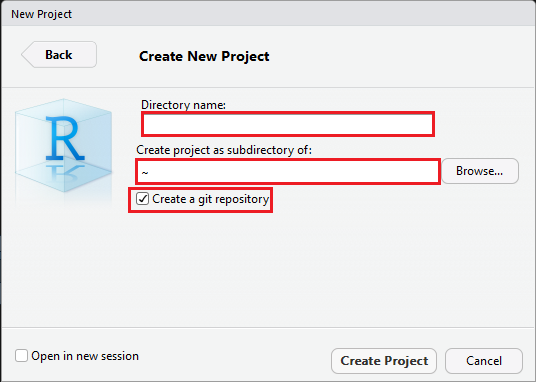 New Project
Back
Create New Project
R
Directory name:
Create project as subdirectory of:
~
Browse...
Create a git repository
Open in new session
Create Project
Cancel